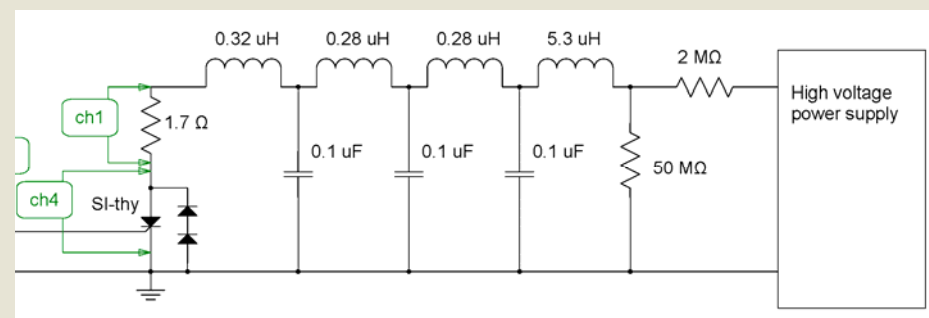 0.32 uH
0.28 uH
0.28 uH
5.3 uH
2 MΩ
High voltage
power supply
ch1
1.7 Ω
0.1 uF
0.1 uF
0.1 uF
50 MΩ
ch4
SI-thy